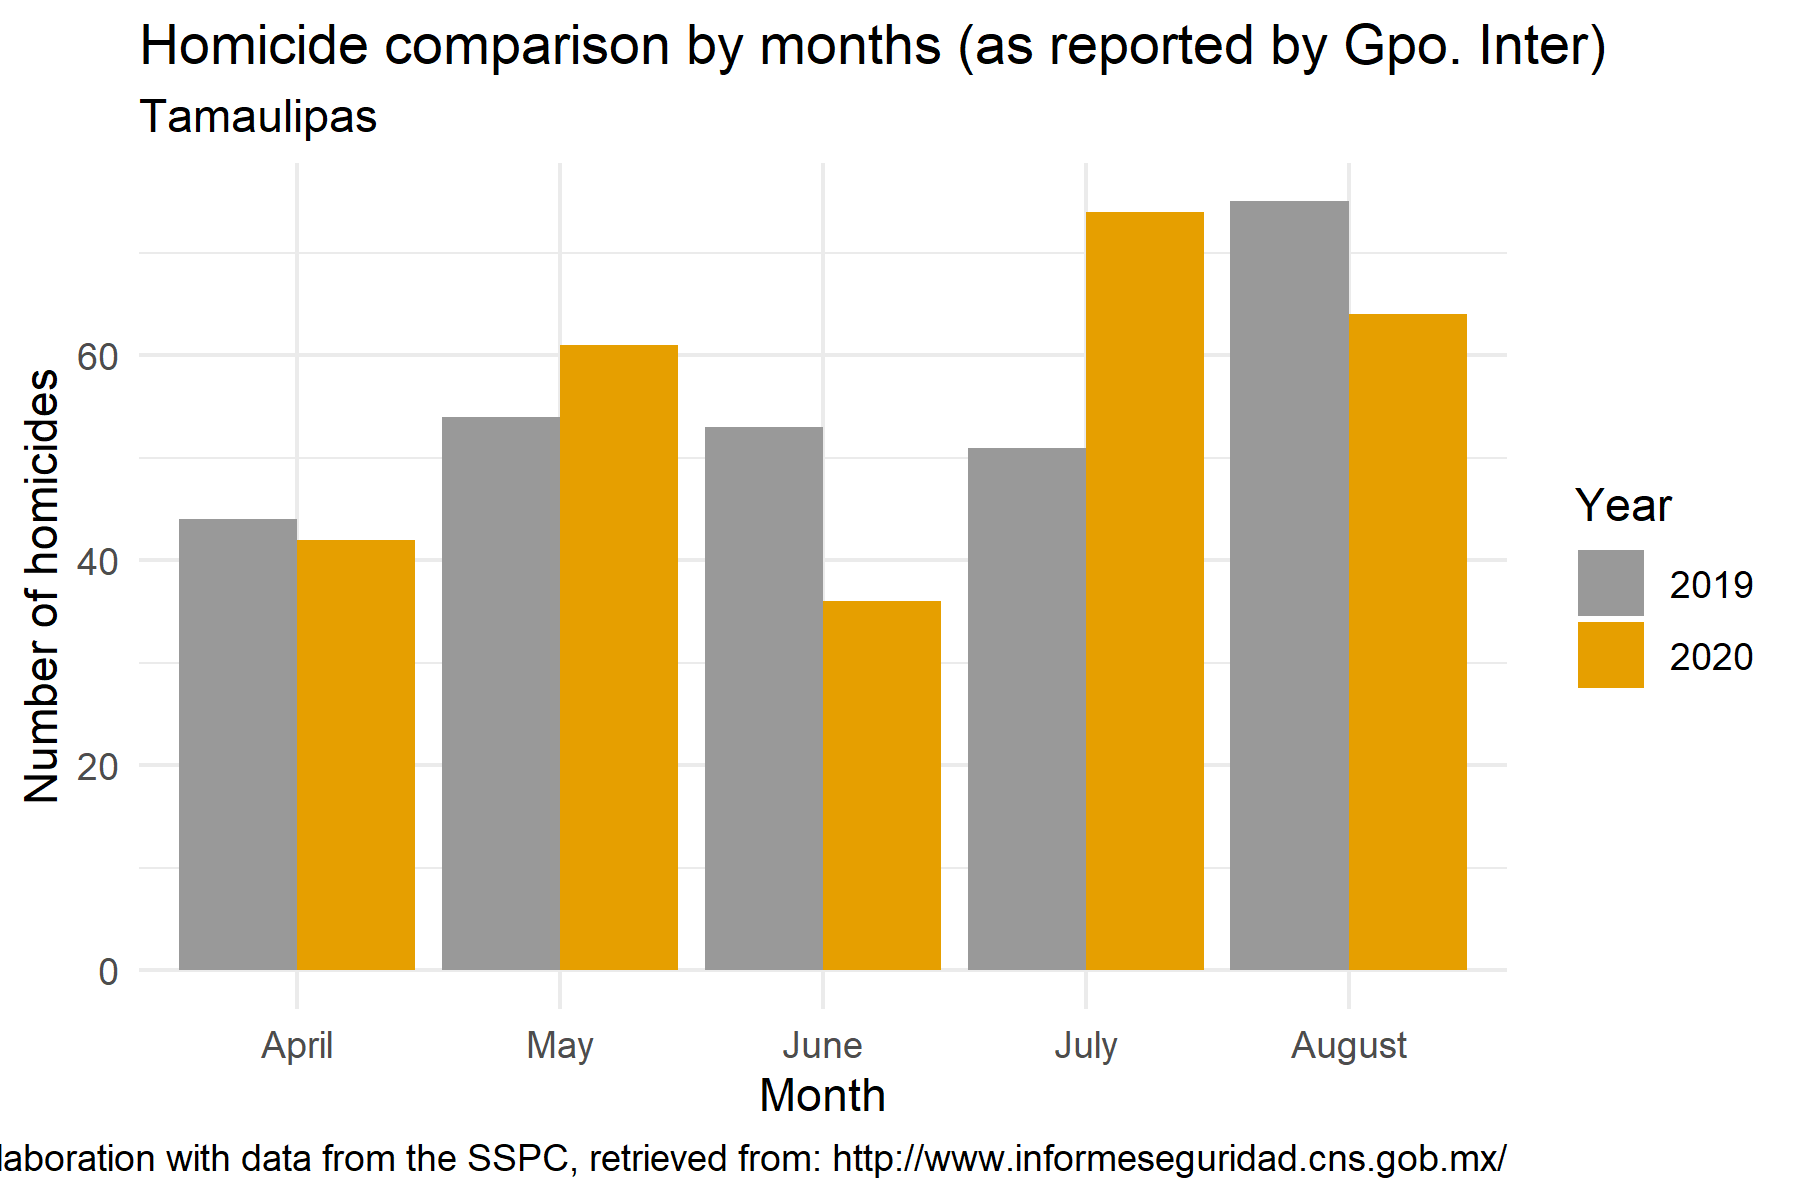 Homicide comparison by months (as reported by Gpo. Inter)
Tamaulipas
Number of homicides
60
40
20
0
April May June July August
Month
Year
2019
2020
laboration with data from the SSPC, retrieved from: http://www.informeseguridad.cns.gob.mx/